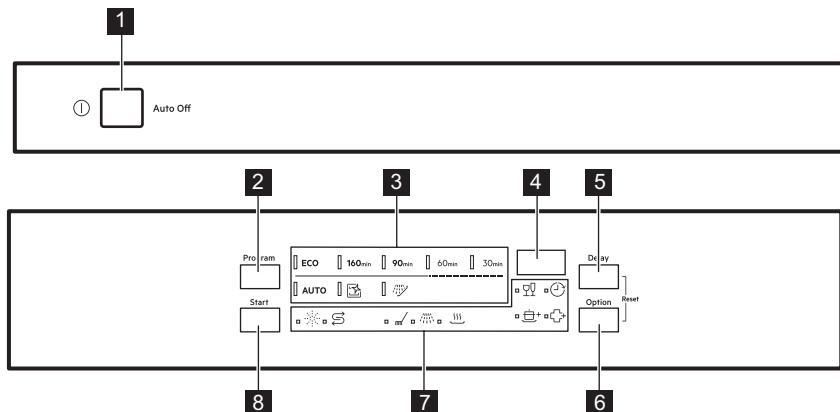 1
Auto Off
2 3 4 5
Program Delay
ECO 160min 90min 60min 30min
AUTO
Start Option Reset
8 7 6